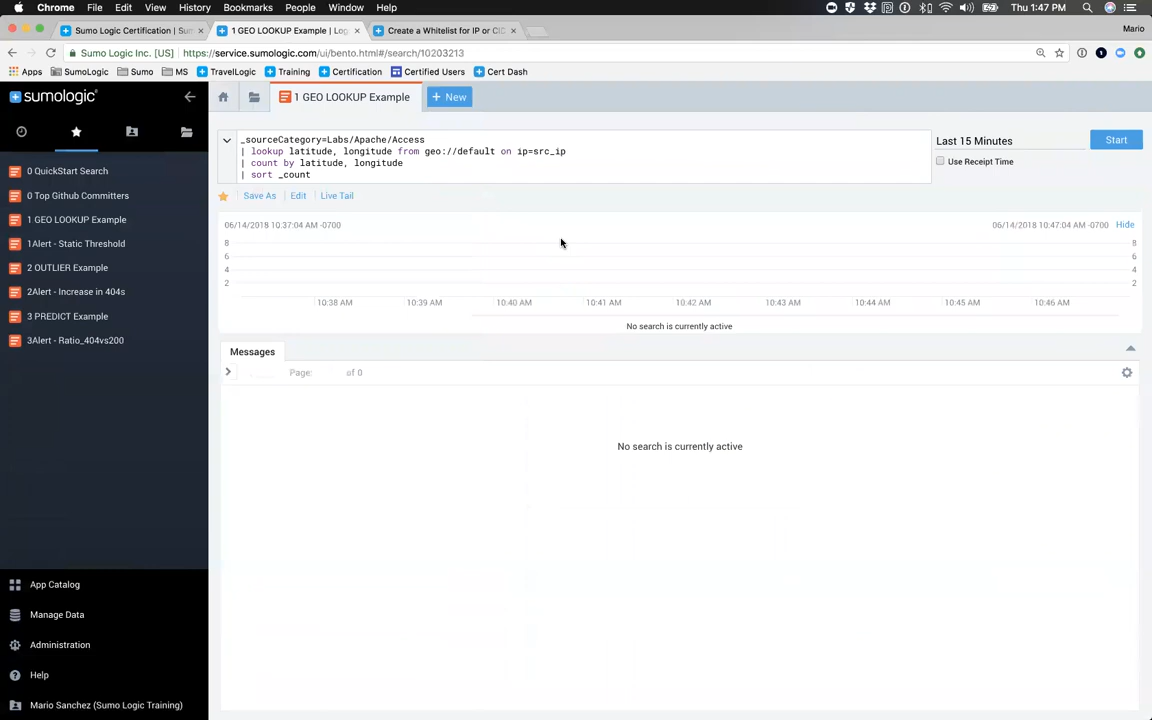 Chrome File Edit View History Bookmarks People Window Help Thu 1:47 PM
Sumo Logic Certification | Sum 1 GEO LOOKUP Example | Log Create a Whitelist for IP or CID Mario
Sumo Logic Inc. [US] https://service.sumologic.com/ui/bento.html#/search/10203213
Apps SumoLogic Sumo MS TravelLogic Training Certification Certified Users Cert Dash
sumologic
1 GEO LOOKUP Example + New
0 QuickStart Search
0 Top Github Committers
1 GEO LOOKUP Example
1Alert - Static Threshold
2 OUTLIER Example
2Alert - Increase in 404s
3 PREDICT Example
3Alert - Ratio_404vs200
App Catalog
Manage Data
Administration
Help
Mario Sanchez (Sumo Logic Training)
_sourceCategory=Labs/Apache/Access
| lookup latitude, longitude from geo://default on ip=src_ip
| count by latitude, longitude
| sort _count
Last 15 Minutes
Start
Use Receipt Time
Save As Edit Live Tail
06/14/2018 10:37:04 AM -0700 06/14/2018 10:47:04 AM -0700 Hide
8 8
6 6
4 4
2 2
10:38 AM 10:39 AM 10:40 AM 10:41 AM 10:42 AM 10:43 AM 10:44 AM 10:45 AM 10:46 AM
No search is currently active
Messages
Page: of 0
No search is currently active